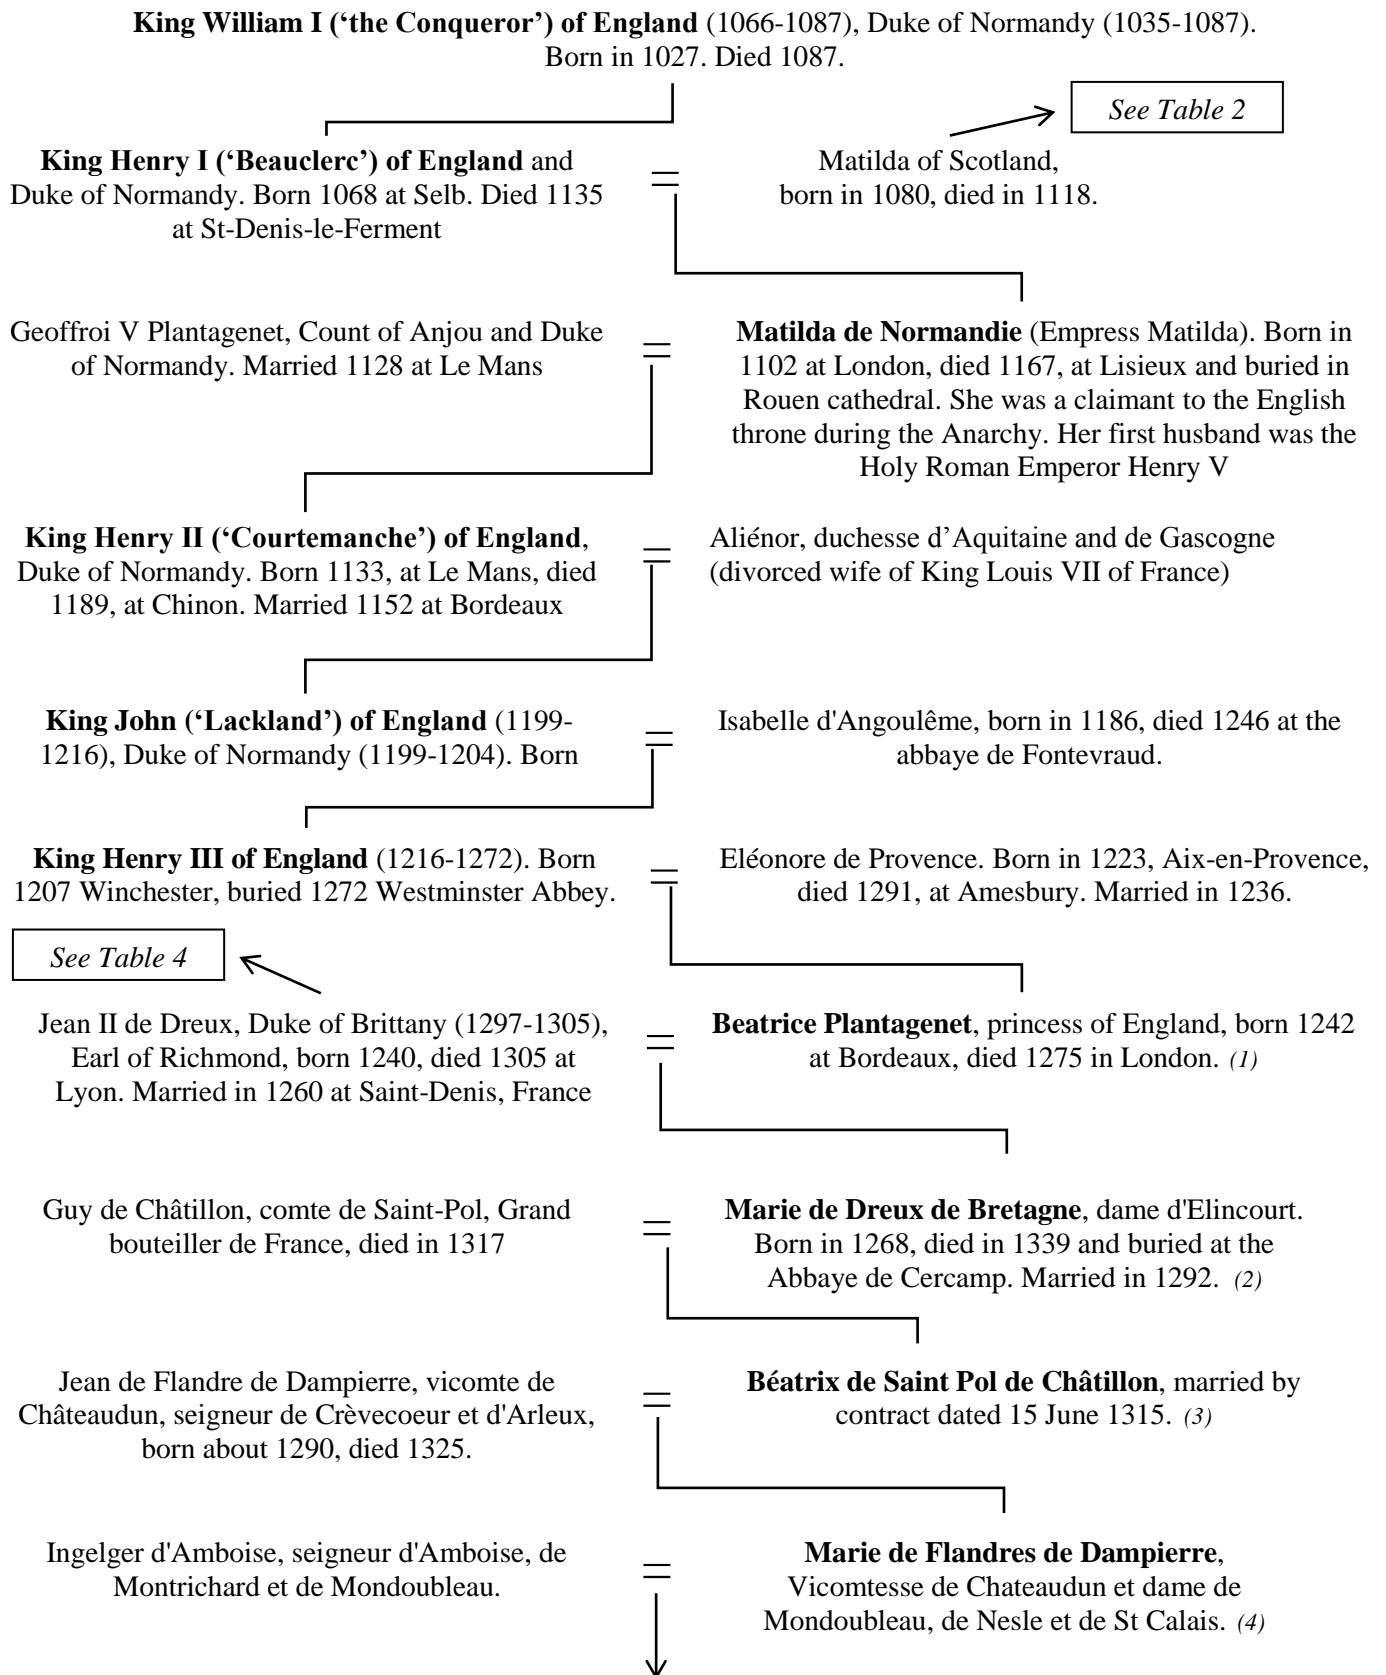 King William I (‘the Conqueror’) of England (1066-1087), Duke of Normandy (1035-1087).
Born in 1027. Died 1087.
See Table 2
King Henry I (‘Beauclerc’) of England and
Duke of Normandy. Born 1068 at Selb. Died 1135
at St-Denis-le-Ferment
=
Matilda of Scotland,
born in 1080, died in 1118.
Geoffroi V Plantagenet, Count of Anjou and Duke
of Normandy. Married 1128 at Le Mans
=
Matilda de Normandie (Empress Matilda). Born in
1102 at London, died 1167, at Lisieux and buried in
Rouen cathedral. She was a claimant to the English
throne during the Anarchy. Her first husband was the
Holy Roman Emperor Henry V
King Henry II (‘Courtemanche’) of England,
Duke of Normandy. Born 1133, at Le Mans, died
1189, at Chinon. Married 1152 at Bordeaux
=
Aliénor, duchesse d’Aquitaine and de Gascogne
(divorced wife of King Louis VII of France)
King John (‘Lackland’) of England (1199-
1216), Duke of Normandy (1199-1204). Born
=
Isabelle d'Angoulême, born in 1186, died 1246 at the
abbaye de Fontevraud.
King Henry III of England (1216-1272). Born
1207 Winchester, buried 1272 Westminster Abbey.
=
Eléonore de Provence. Born in 1223, Aix-en-Provence,
died 1291, at Amesbury. Married in 1236.
See Table 4
Jean II de Dreux, Duke of Brittany (1297-1305),
Earl of Richmond, born 1240, died 1305 at
Lyon. Married in 1260 at Saint-Denis, France
=
Beatrice Plantagenet, princess of England, born 1242
at Bordeaux, died 1275 in London. (1)
Guy de Châtillon, comte de Saint-Pol, Grand
bouteiller de France, died in 1317
=
Marie de Dreux de Bretagne, dame d'Elincourt.
Born in 1268, died in 1339 and buried at the
Abbaye de Cercamp. Married in 1292. (2)
Jean de Flandre de Dampierre, vicomte de
Châteaudun, seigneur de Crèvecoeur et d'Arleux,
born about 1290, died 1325.
=
Béatrix de Saint Pol de Châtillon, married by
contract dated 15 June 1315. (3)
Ingelger d'Amboise, seigneur d'Amboise, de
Montrichard et de Mondoubleau.
=
Marie de Flandres de Dampierre,
Vicomtesse de Chateaudun et dame de
Mondoubleau, de Nesle et de St Calais. (4)